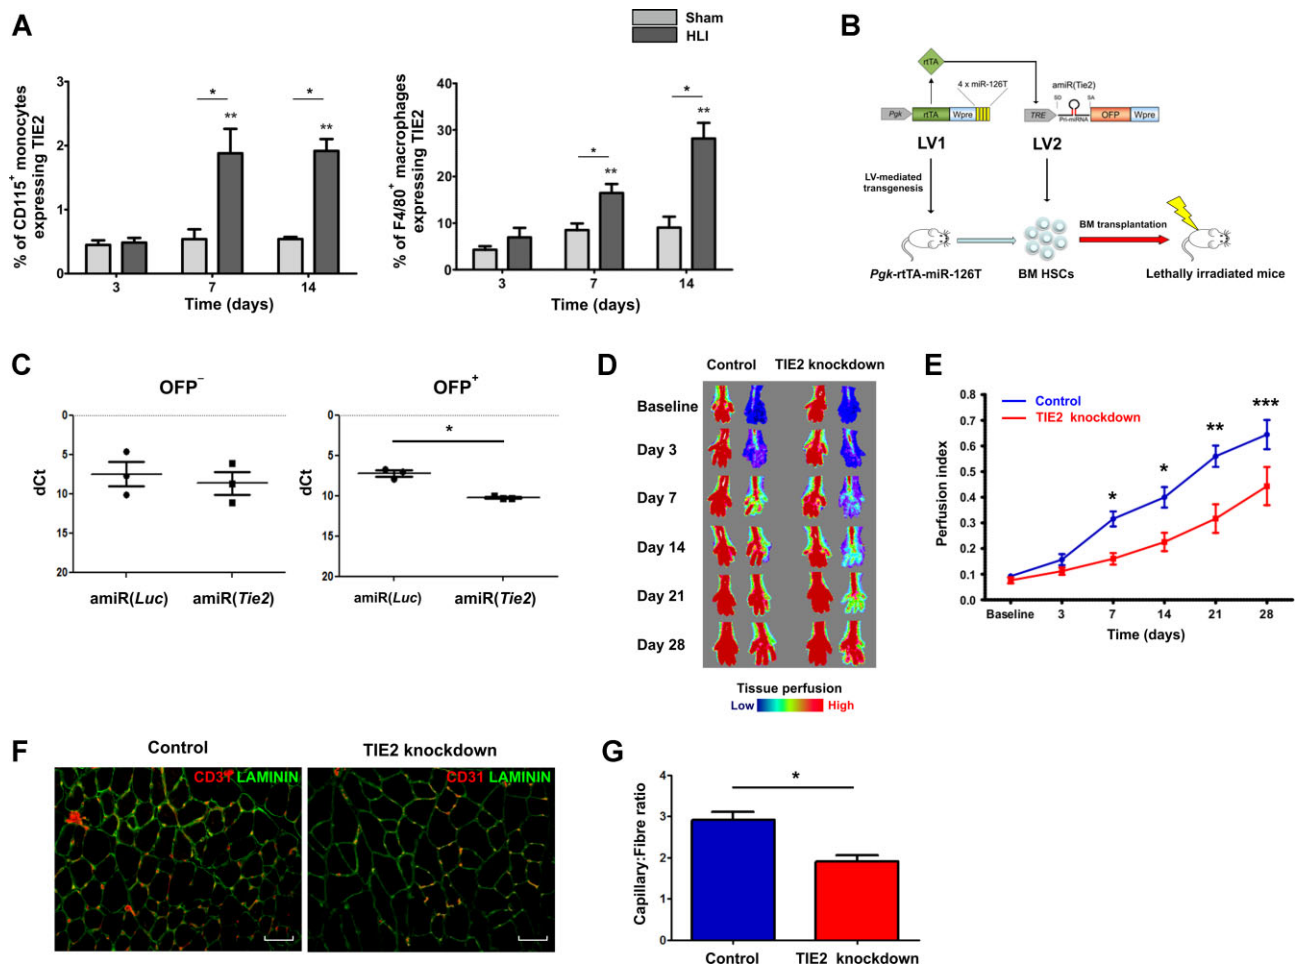 A
Sham
HLI
% of CD115+ monocytes
expressing TIE2
3
2
1
0
3
7
14
Time (days)
*
**
*
**
% of F4/80+ macrophages
expressing TIE2
40
30
20
10
0
3
7
14
Time (days)
*
**
*
**
B
rtTA
4 x miR-126T
amiR(Tie2)
SD
SA
Pgk
rtTA
Wpre
TRE
Pri-miRNA
OFP
Wpre
LV1
LV2
LV-mediated
transgenesis
BM transplantation
Pgk-rtTA-miR-126T
BM HSCs
Lethally irradiated mice
C
OFP−
dCt
0
5
10
15
20
amiR(Luc)
amiR(Tie2)
OFP+
*
dCt
0
5
10
15
20
amiR(Luc)
amiR(Tie2)
D
Control
TIE2 knockdown
Baseline
Day 3
Day 7
Day 14
Day 21
Day 28
Tissue perfusion
Low
High
E
Control
TIE2 knockdown
Perfusion index
0.8
0.7
0.6
0.5
0.4
0.3
0.2
0.1
0.0
*
*
**
***
Baseline
3
7
14
21
28
Time (days)
F
Control
TIE2 knockdown
CD31 LAMININ
CD31 LAMININ
G
Capillary:Fibre ratio
4
3
2
1
0
*
Control
TIE2 knockdown